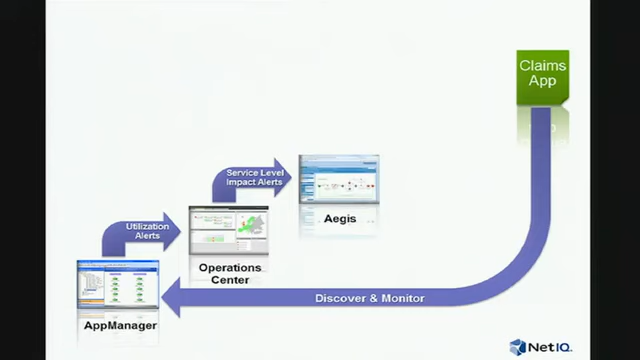 Claims
App
Service Level
Impact Alerts
Aegis
Utilization
Alerts
Operations
Center
Discover & Monitor
AppManager
NetIQ